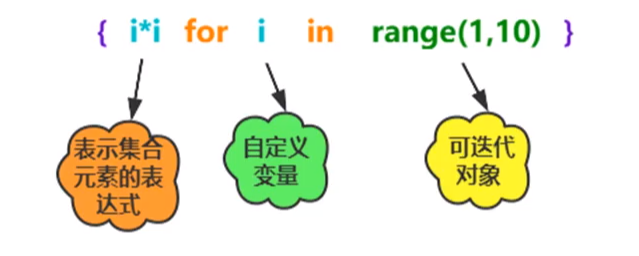 { i*i for i in range(1,10) }
表示集合
元素的表
达式
自定义
变量
可迭代
对象